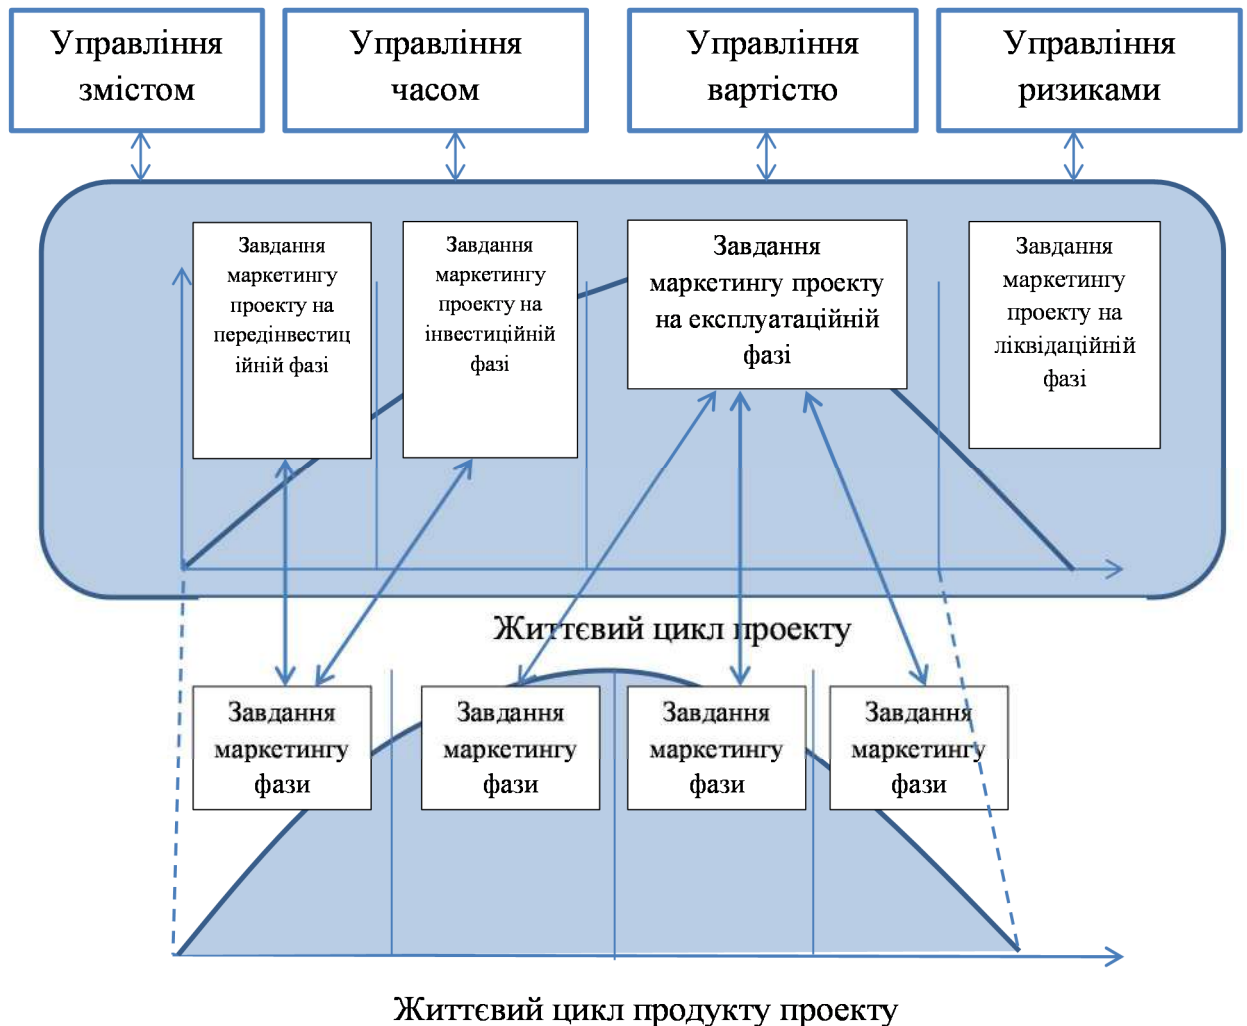 Управління
змістом
Управління
часом
Управління
вартістю
Управління
ризиками
Завдання
маркетингу
проекту на
передінвестиц
ійній фазі
Завдання
маркетингу
проекту на
інвестиційній
фазі
Завдання
маркетингу проекту
на експлуатаційній
фазі
Завдання
маркетингу
проекту на
ліквідаційній
фазі
Життєвий цикл проекту
Завдання
маркетингу
фази
Завдання
маркетингу
фази
Завдання
маркетингу
фази
Завдання
маркетингу
фази
Життєвий цикл продукту проекту